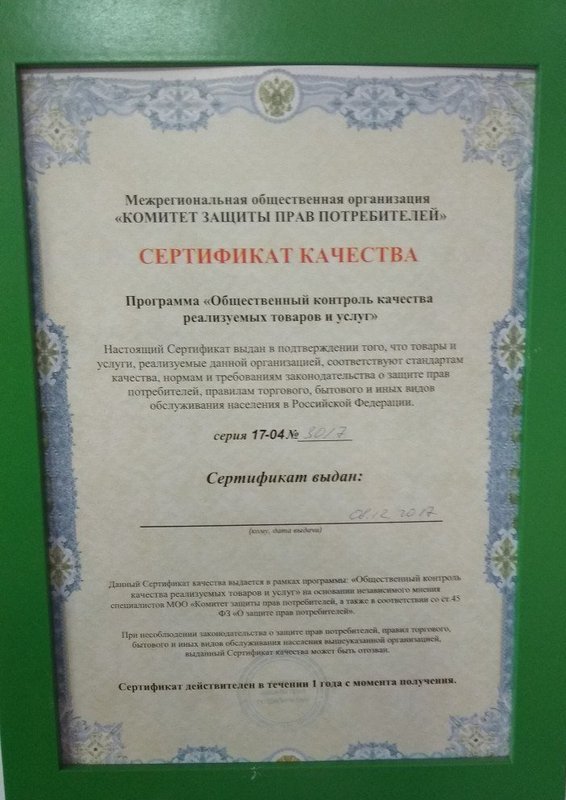 Межрегиональная общественная организация
«КОМИТЕТ ЗАЩИТЫ ПРАВ ПОТРЕБИТЕЛЕЙ»
СЕРТИФИКАТ КАЧЕСТВА
Программа «Общественный контроль качества
реализуемых товаров и услуг»
Настоящий Сертификат выдан в подтверждении того, что товары и
услуги, реализуемые данной организацией, соответствуют стандартам
качества, нормам и требованиям законодательства о защите прав
потребителей, правилам торгового, бытового и иных видов
обслуживания населения в Российской Федерации.
серия 17-04 № 3017
Сертификат выдан:
08.12.2017
(кому, дата выдачи)
Данный Сертификат качества выдается в рамках программы: «Общественный контроль
качества реализуемых товаров и услуг» на основании независимого мнения
специалистов МОО «Комитет защиты прав потребителей, а также в соответствии со ст.45
ФЗ «О защите прав потребителей».
При несоблюдении законодательства о защите прав потребителей, правил торгового,
бытового и иных видов обслуживания населения вышеуказанной организацией,
выданный Сертификат качества может быть отозван.
Сертификат действителен в течении 1 года с момента получения.